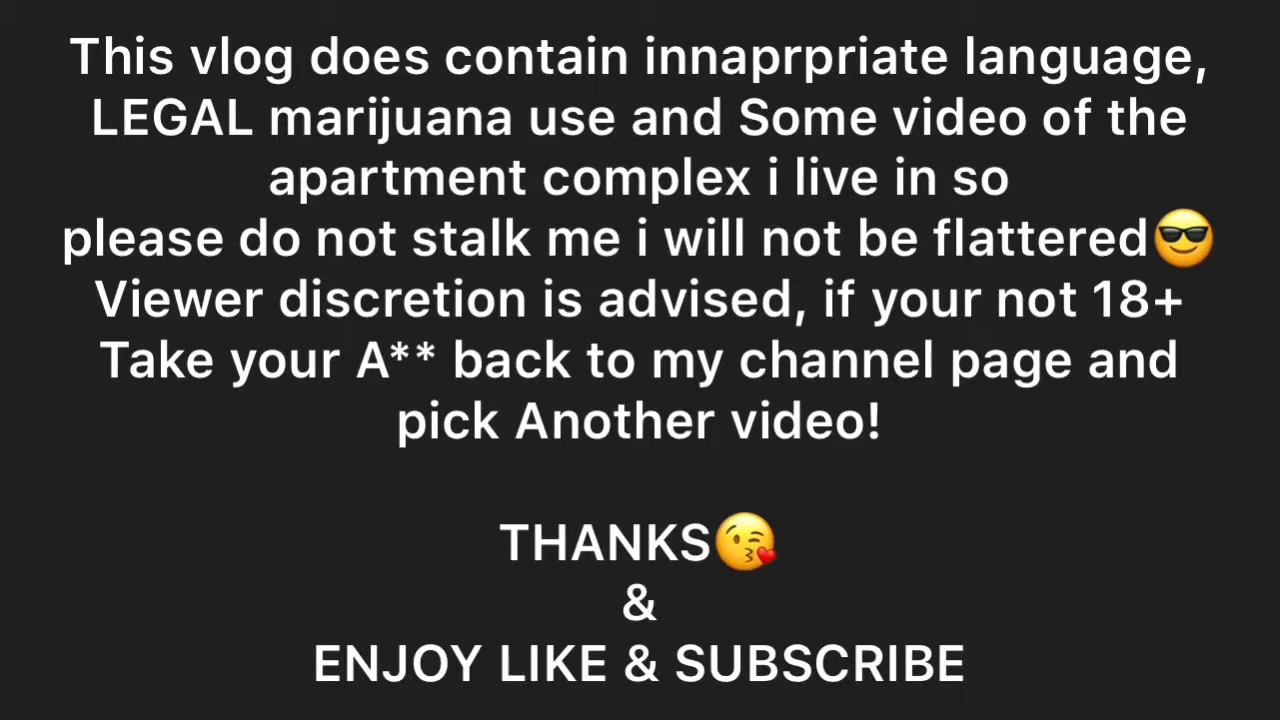 This vlog does contain innaprpriate language,
LEGAL marijuana use and Some video of the
apartment complex i live in so
please do not stalk me i will not be flattered😎
Viewer discretion is advised, if your not 18+
Take your A** back to my channel page and
pick Another video!
THANKS😘
&
ENJOY LIKE & SUBSCRIBE